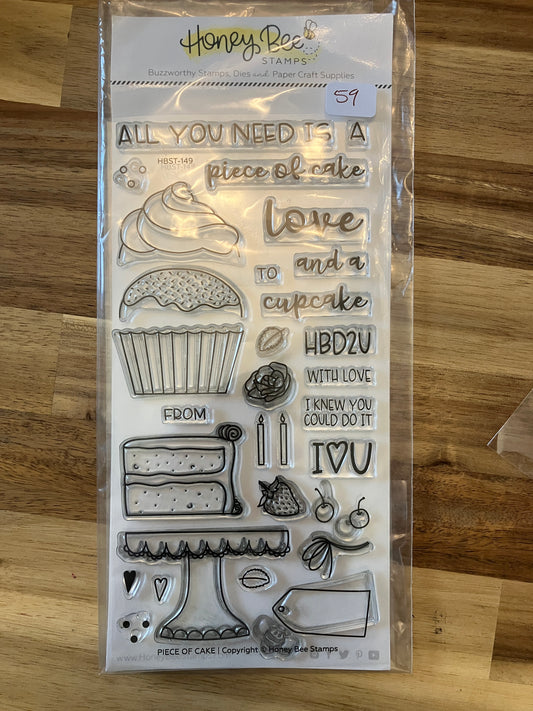 Honey Bee
STAMPS
Buzzworthy Stamps, Dies and Paper Craft Supplies
59
ALL YOU NEED IS A
HBST-149
piece of cake
love
TO
and a
cupcake
HBD2U
WITH LOVE
FROM
I KNEW YOU
COULD DO IT
I♥U
PIECE OF CAKE | Copyright © Honey Bee Stamps